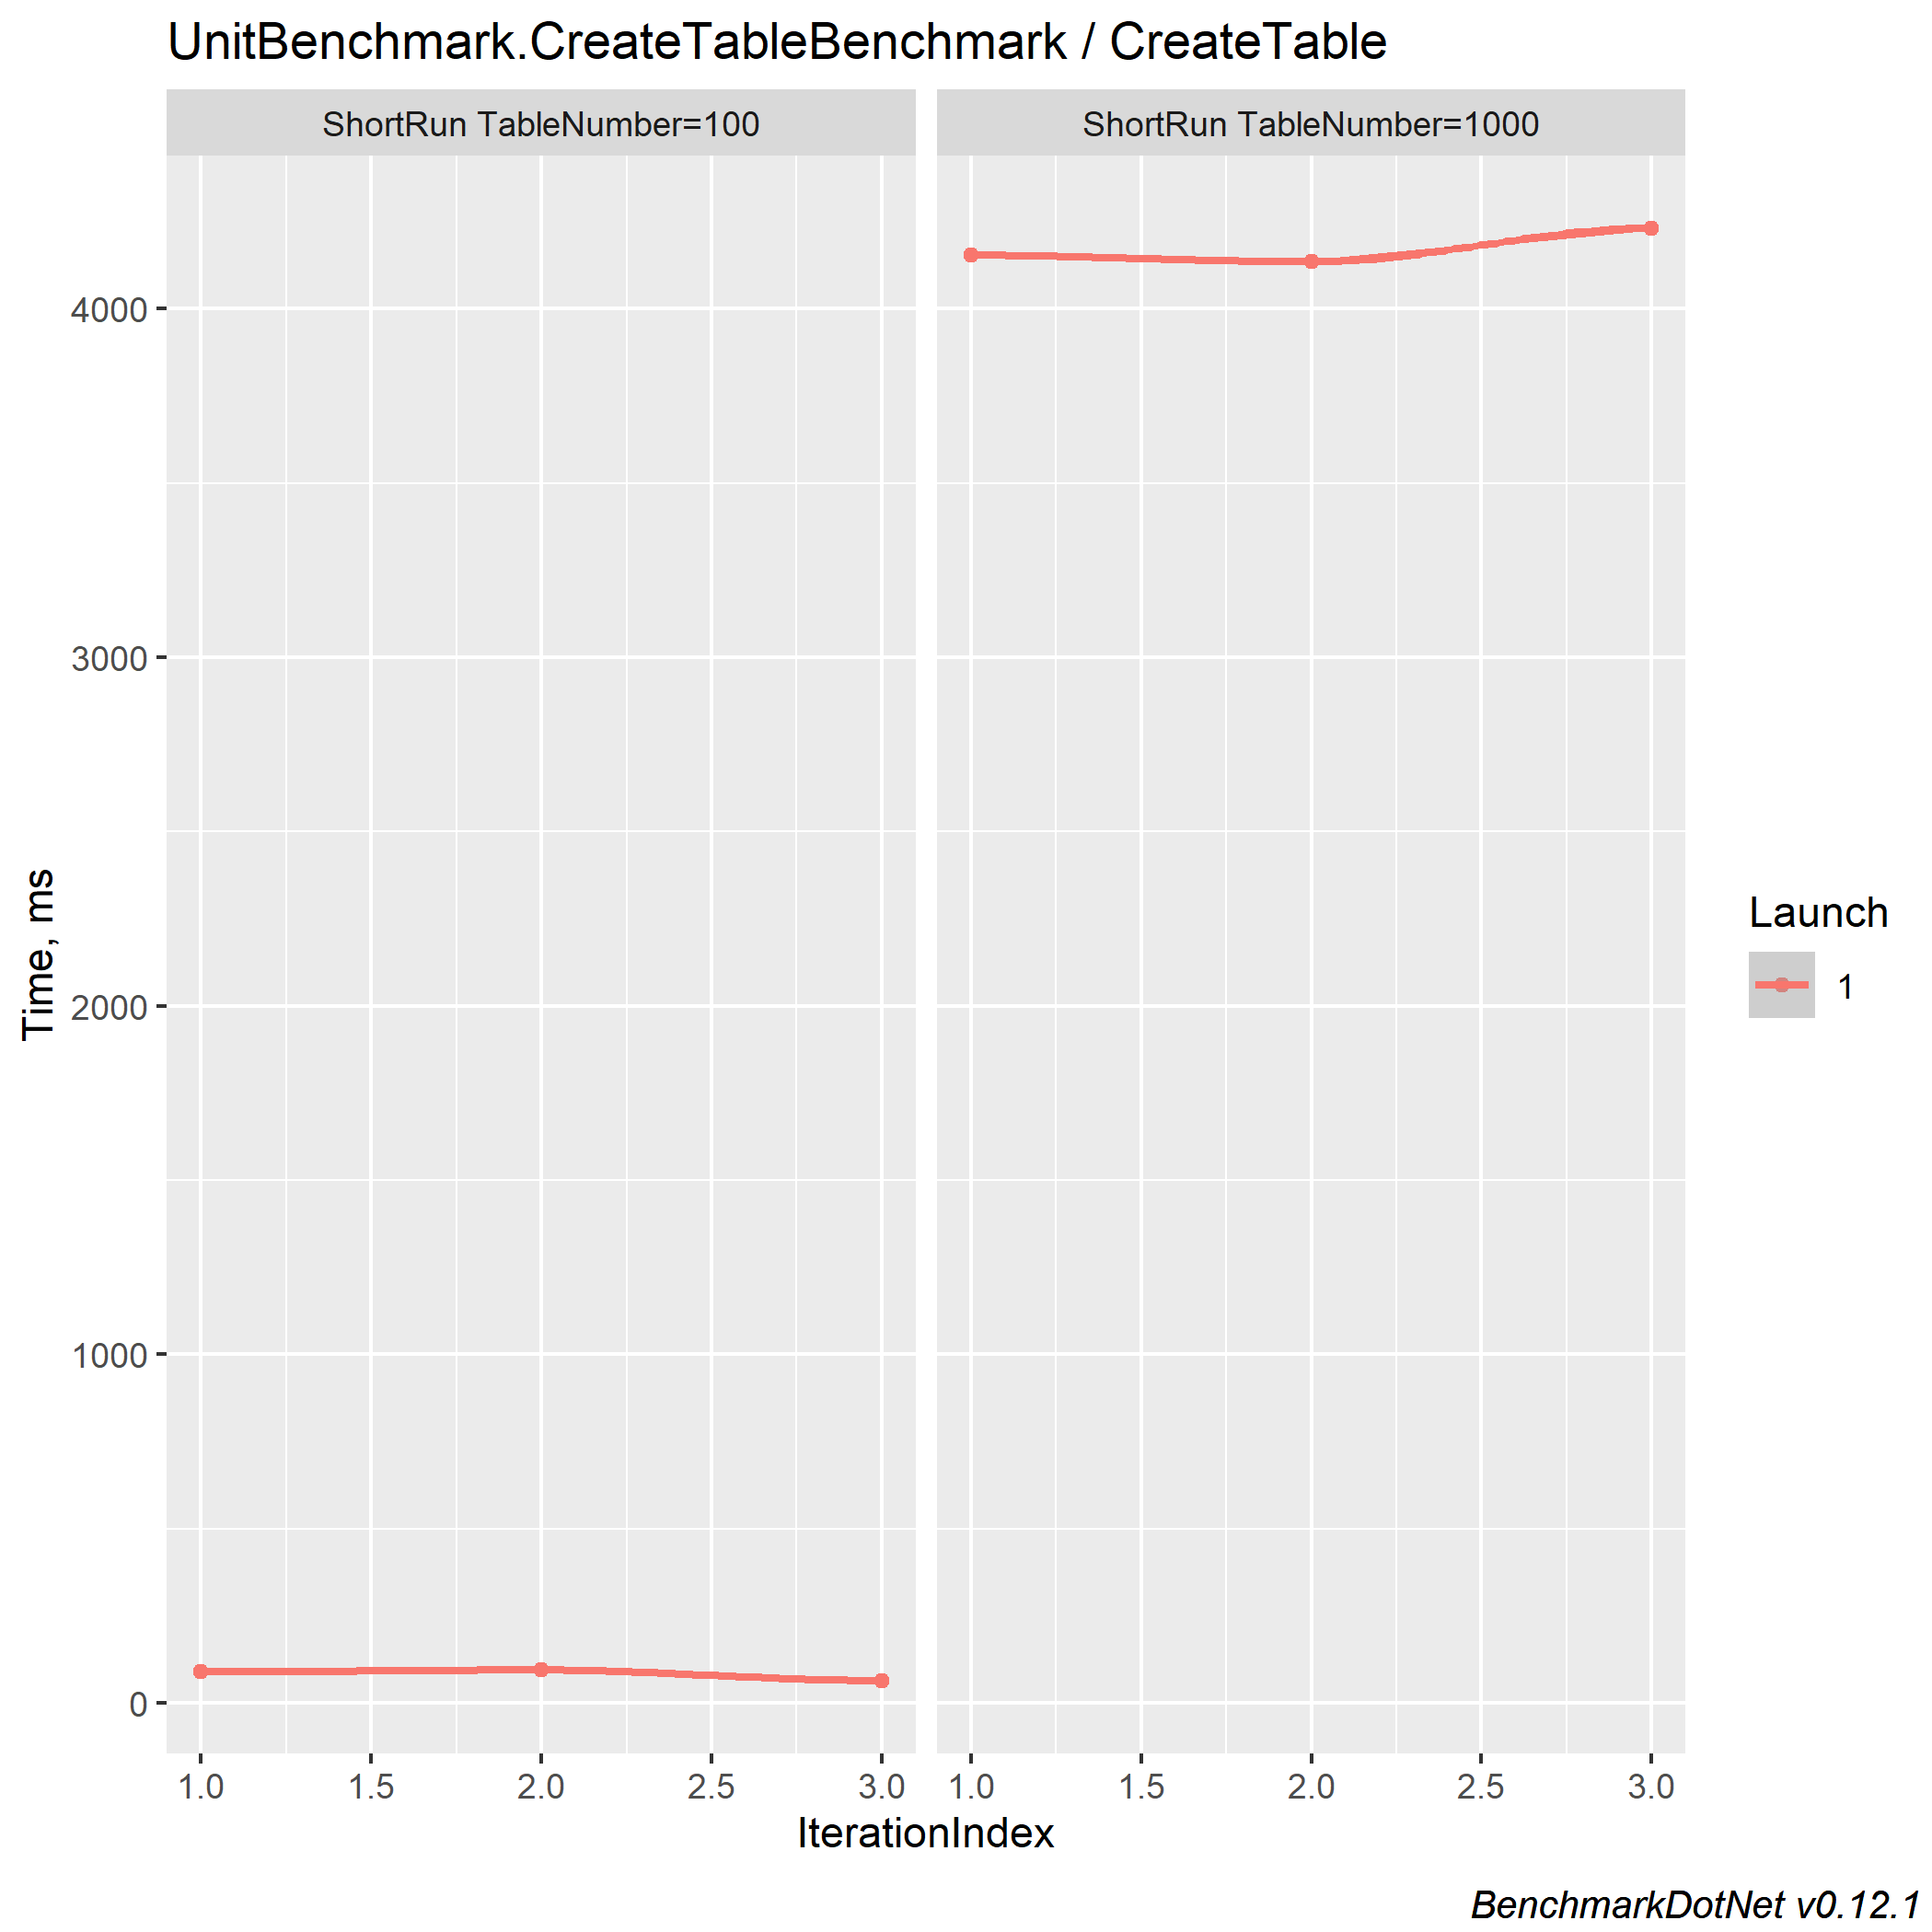 UnitBenchmark.CreateTableBenchmark / CreateTable
ShortRun TableNumber=100
ShortRun TableNumber=1000
Time, ms
4000
3000
2000
1000
0
1.0 1.5 2.0 2.5 3.0
1.0 1.5 2.0 2.5 3.0
IterationIndex
Launch
1
BenchmarkDotNet v0.12.1